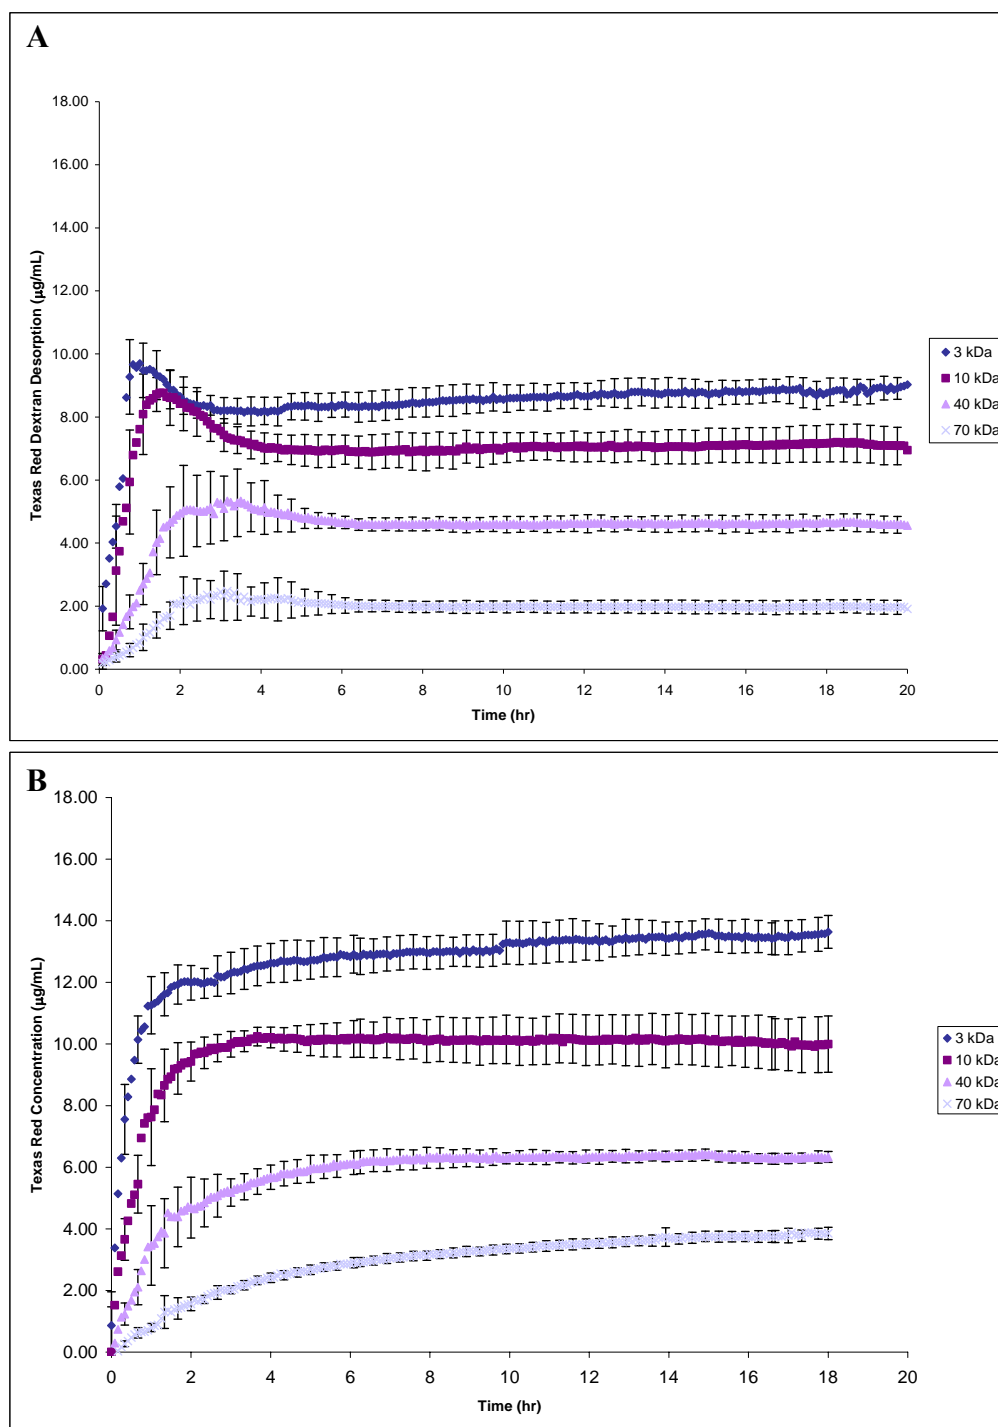 A
18.00
16.00
14.00
12.00
10.00
8.00
6.00
4.00
2.00
0.00
Texas Red Dextran Desorption (µg/mL)
0 2 4 6 8 10 12 14 16 18 20
Time (hr)
3 kDa
10 kDa
40 kDa
70 kDa
B
18.00
16.00
14.00
12.00
10.00
8.00
6.00
4.00
2.00
0.00
Texas Red Concentration (µg/mL)
0 2 4 6 8 10 12 14 16 18 20
Time (hr)
3 kDa
10 kDa
40 kDa
70 kDa